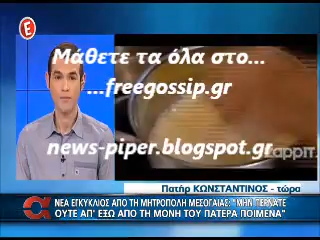 E
Μάθετε τα όλα στο...
...freegossip.gr
news-piper.blogspot.gr
zappit
Πατήρ ΚΩΝΣΤΑΝΤΙΝΟΣ - τώρα
ΝΕΑ ΕΓΚΥΚΛΙΟΣ ΑΠΟ ΤΗ ΜΗΤΡΟΠΟΛΗ ΜΕΣΟΓΑΙΑΣ: "ΜΗΝ ΠΕΡΝΑΤΕ
ΟΥΤΕ ΑΠ' ΕΞΩ ΑΠΟ ΤΗ ΜΟΝΗ ΤΟΥ ΠΑΤΕΡΑ ΠΟΙΜΕΝΑ"